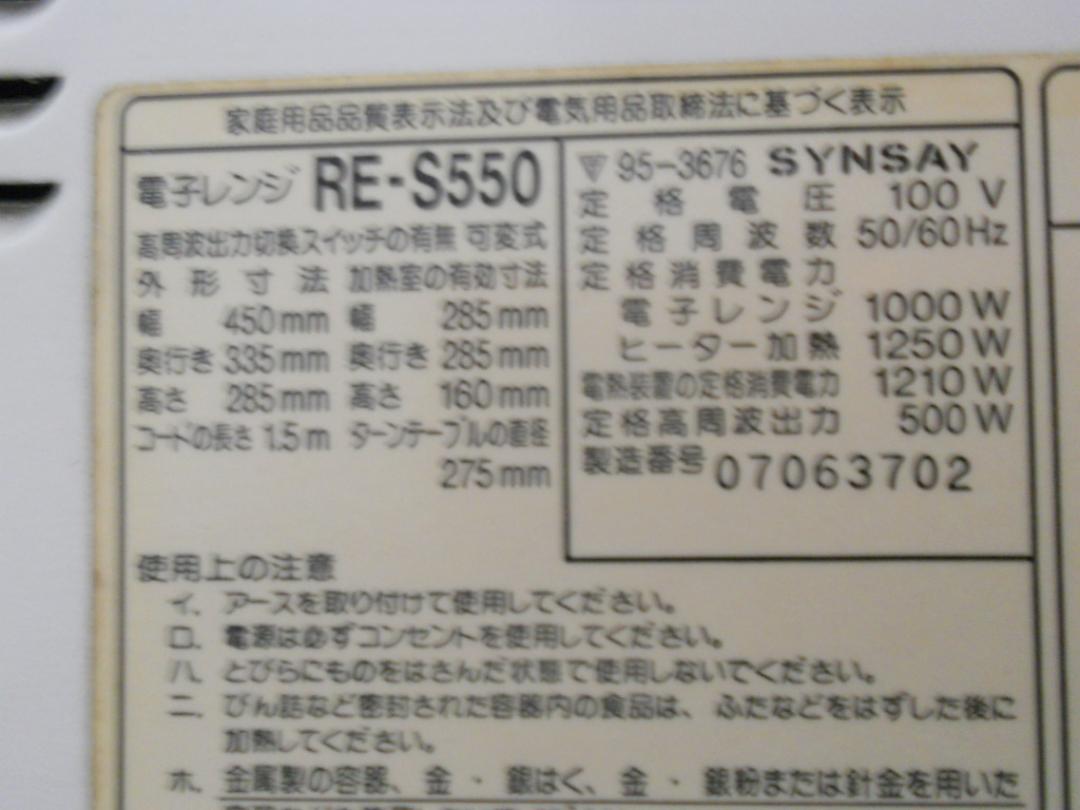 家庭用品品質表示法及び電気用品取締法に基づく表示
電子レンジ RE-S550
高周波出力切換スイッチの有無 可変式
外形寸法 加熱室の有効寸法
幅 450mm 幅 285mm
奥行き 335mm 奥行き 285mm
高さ 285mm 高さ 160mm
コードの長さ 1.5m ターンテーブルの直径
275mm
95-3676 SYNSAY
定格電圧 100V
定格周波数 50/60Hz
定格消費電力
電子レンジ 1000W
ヒーター加熱 1250W
電熱装置の定格消費電力 1210W
定格高周波出力 500W
製造番号 07063702
使用上の注意
イ. アースを取り付けて使用してください。
ロ. 電源は必ずコンセントを使用してください。
ハ. とびらにものをはさんだ状態で使用しないでください。
ニ. びん詰など密封された容器内の食品は、ふたなどをはずした後に
加熱してください。
ホ. 金属製の容器、金・銀はく、金・銀粉または針金を用いた